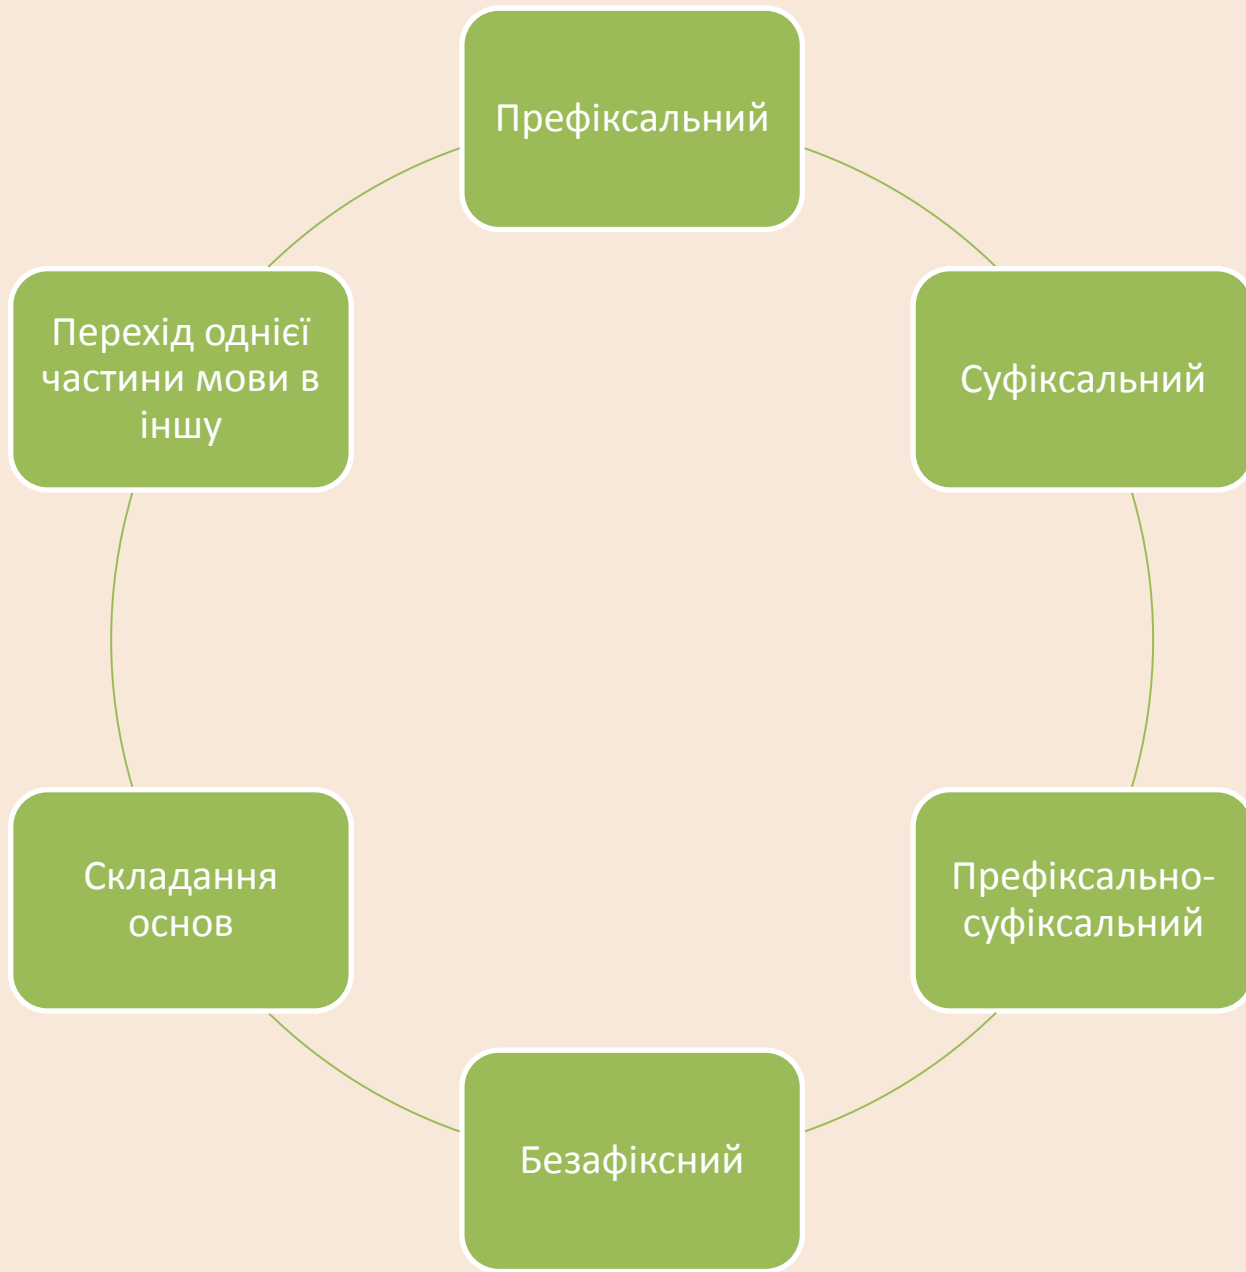 Префіксальний
Суфіксальний
Префіксально-
суфіксальний
Безафіксний
Складання
основ
Перехід однієї
частини мови в
іншу